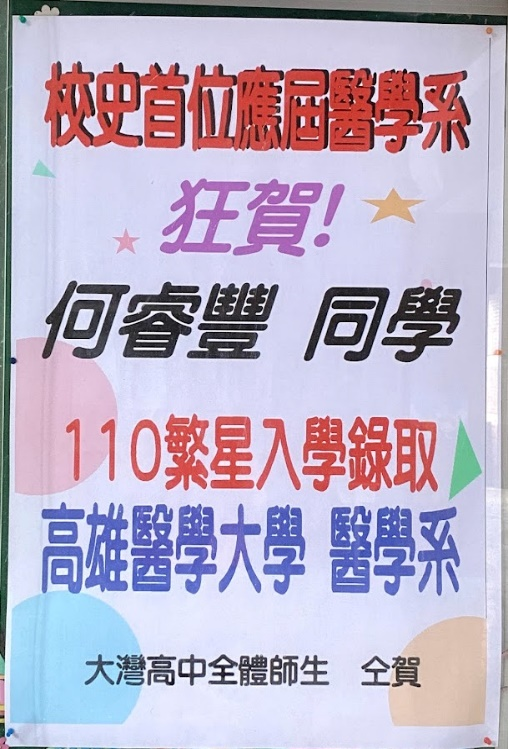 校史首位應屆醫學系
狂賀!
何睿豐 同學
110繁星入學錄取
高雄醫學大學 醫學系
大灣高中全體師生 仝賀